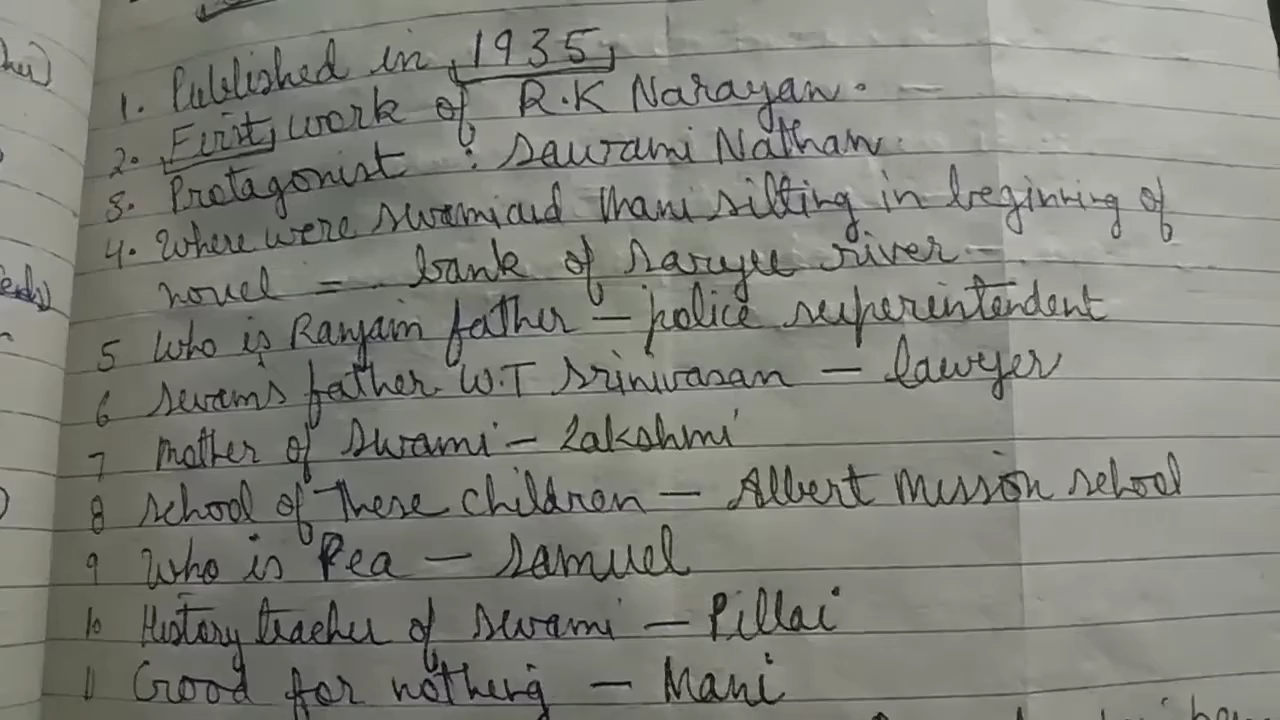 1. Published in 1935,
2. First, work of R.K Narayan.
3. Protagonist : Swami Nathan.
4. Where were swami and Mani sitting in beginning of
novel = bank of saryu river
5 Who is Ranjam father – police superintendent
6 Swami's father W.T Srinivasan – lawyer
7 mother of swami – Lakshmi
8 School of These children – Albert Mission school
9 Who is Pea – Samuel
10 History teacher of swami – Pillai
11 Good for nothing – Mani